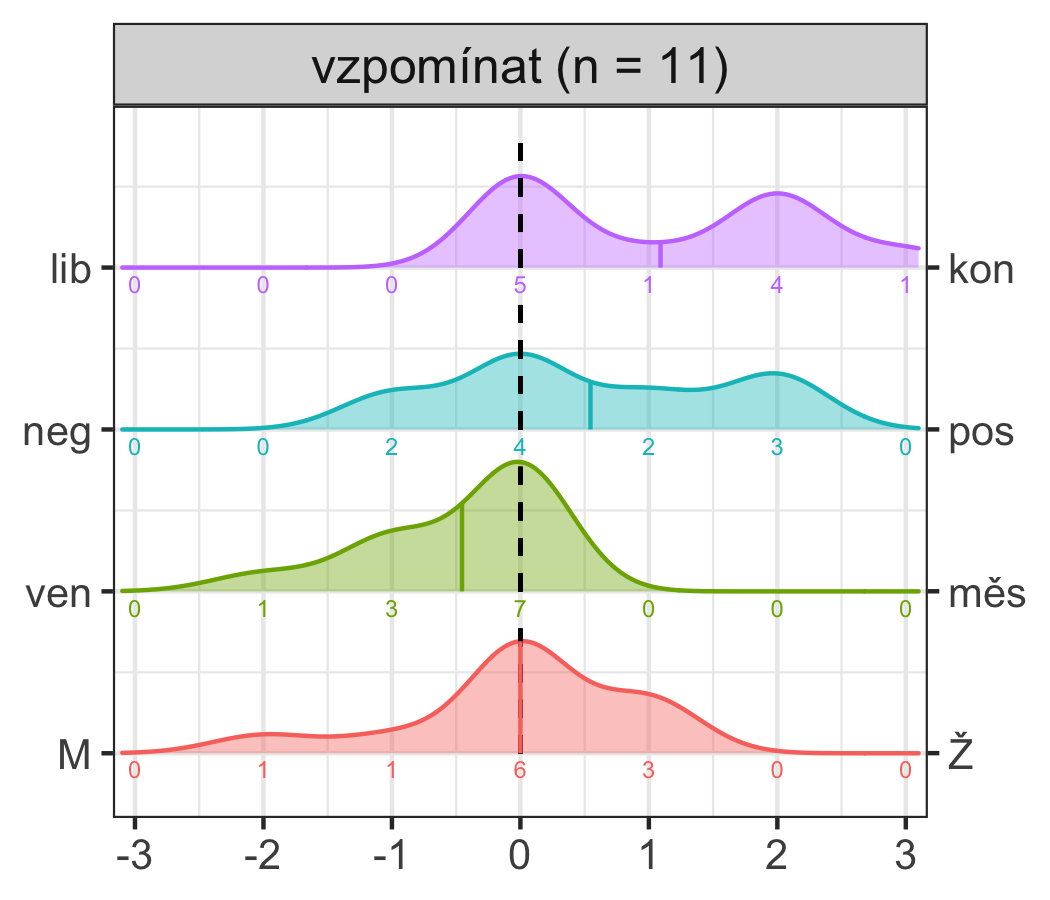 vzpomínat (n = 11)
lib kon
0 0 0 5 1 4 1
neg pos
0 0 2 4 2 3 0
ven měs
0 1 3 7 0 0 0
M Ž
0 1 1 6 3 0 0
-3 -2 -1 0 1 2 3